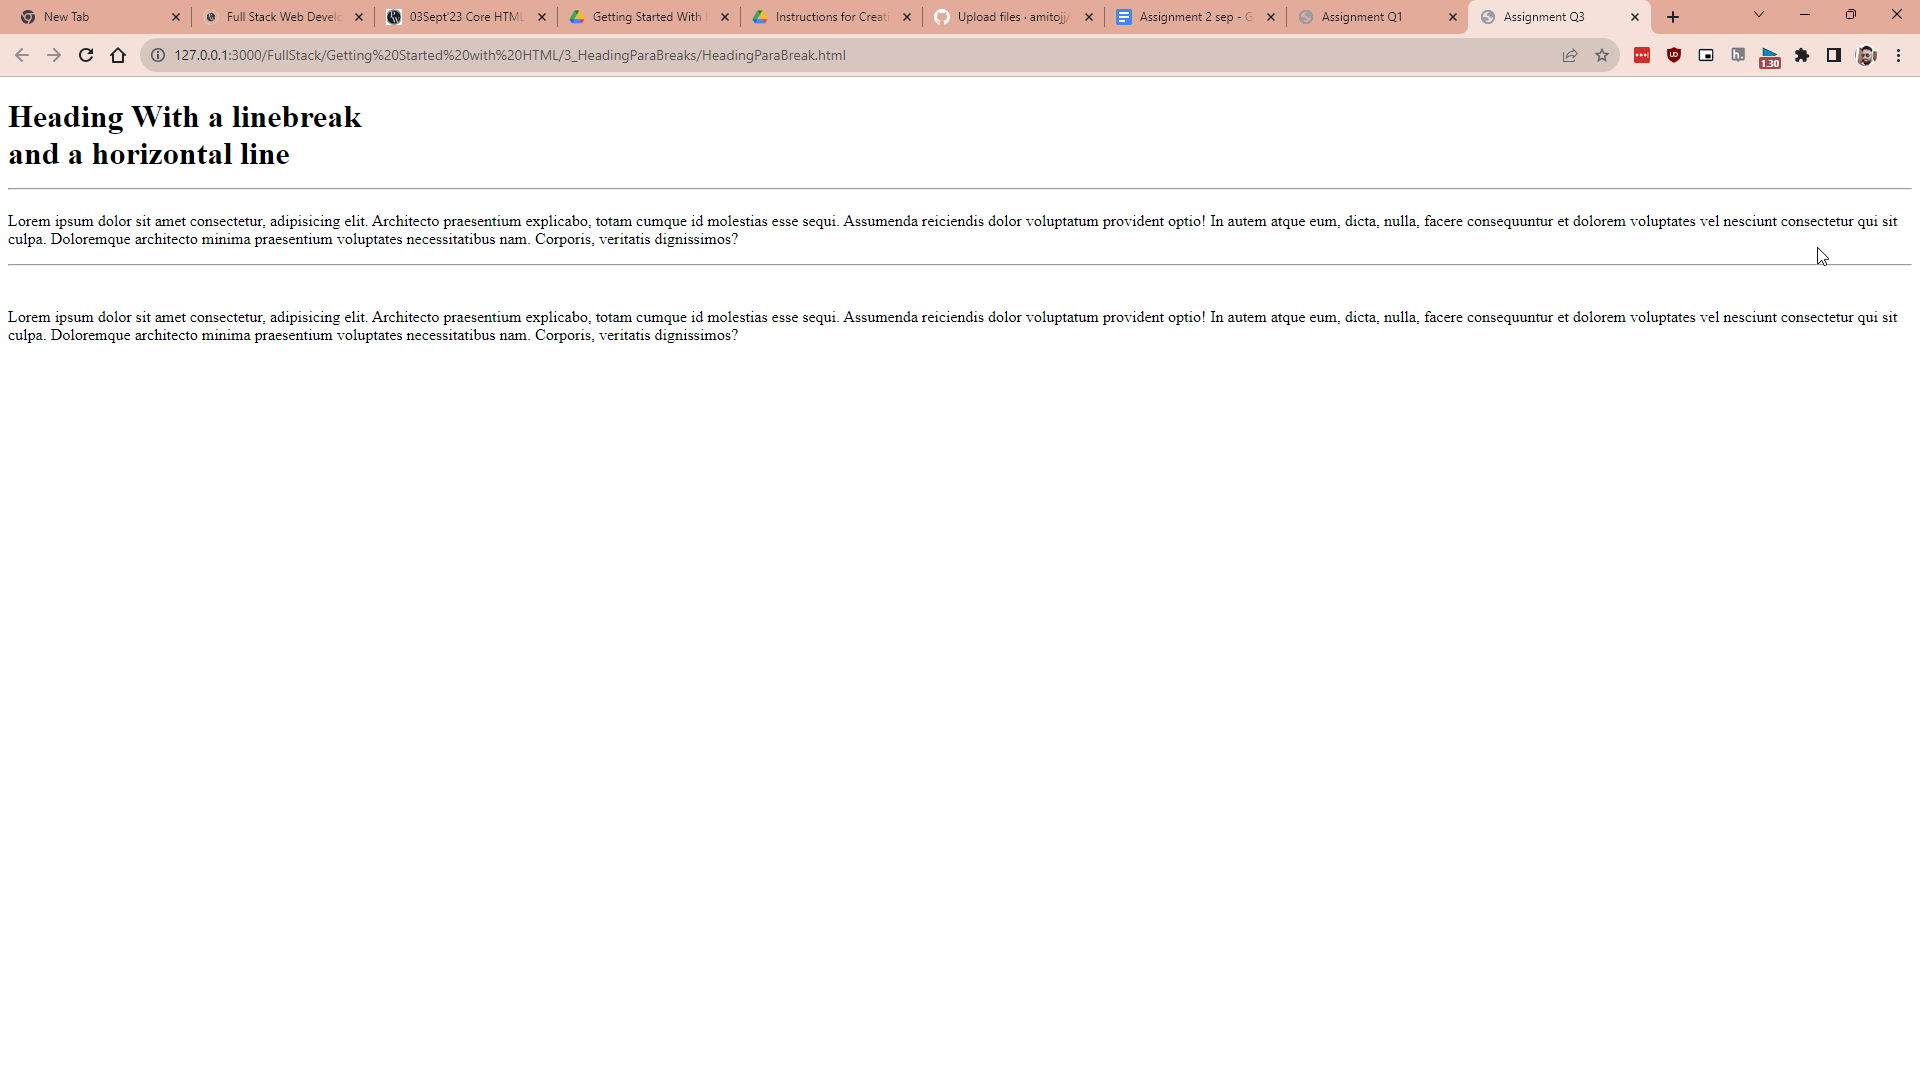 New Tab
Full Stack Web Develo
03Sept'23 Core HTML
Getting Started With
Instructions for Creati
Upload files · amitojj/
Assignment 2 sep - G
Assignment Q1
Assignment Q3
127.0.0.1:3000/FullStack/Getting%20Started%20with%20HTML/3_HeadingParaBreaks/HeadingParaBreak.html
h.
1.30
Heading With a linebreak
and a horizontal line
Lorem ipsum dolor sit amet consectetur, adipisicing elit. Architecto praesentium explicabo, totam cumque id molestias esse sequi. Assumenda reiciendis dolor voluptatum provident optio! In autem atque eum, dicta, nulla, facere consequuntur et dolorem voluptates vel nesciunt consectetur qui sit
culpa. Doloremque architecto minima praesentium voluptates necessitatibus nam. Corporis, veritatis dignissimos?
Lorem ipsum dolor sit amet consectetur, adipisicing elit. Architecto praesentium explicabo, totam cumque id molestias esse sequi. Assumenda reiciendis dolor voluptatum provident optio! In autem atque eum, dicta, nulla, facere consequuntur et dolorem voluptates vel nesciunt consectetur qui sit
culpa. Doloremque architecto minima praesentium voluptates necessitatibus nam. Corporis, veritatis dignissimos?